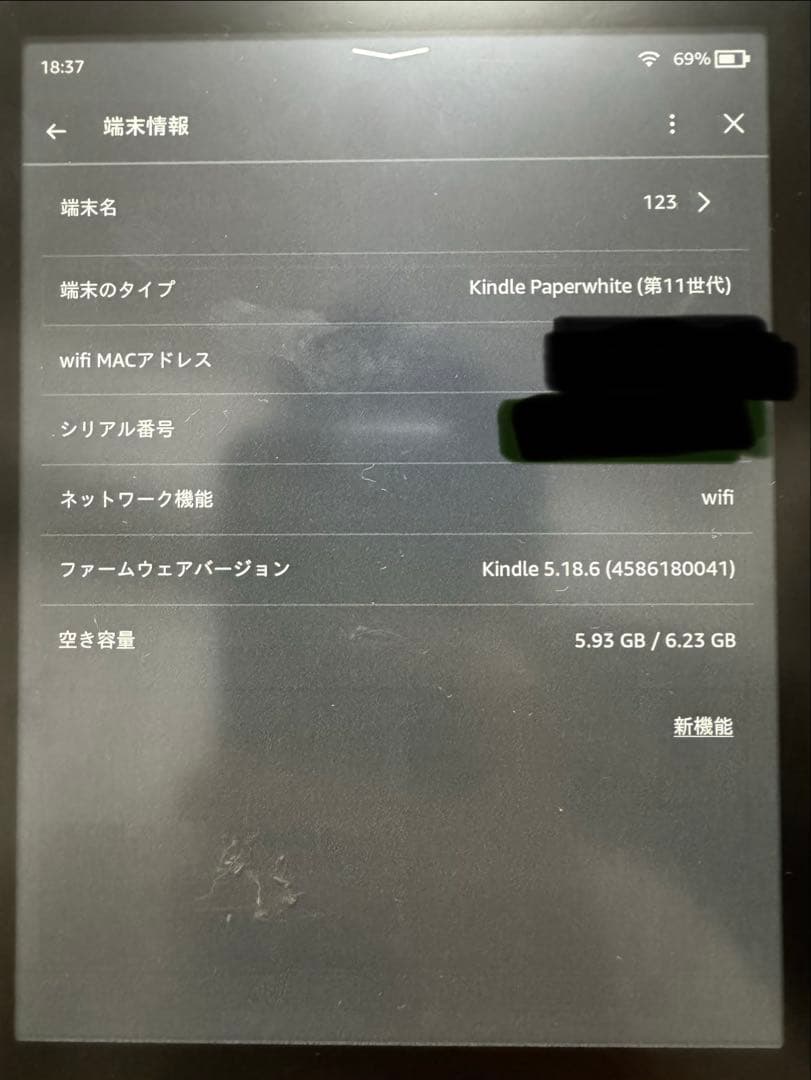 18:37 69%
端末情報
端末名 123
端末のタイプ Kindle Paperwhite (第11世代)
wifi MACアドレス
シリアル番号
ネットワーク機能 wifi
ファームウェアバージョン Kindle 5.18.6 (4586180041)
空き容量 5.93 GB / 6.23 GB
新機能